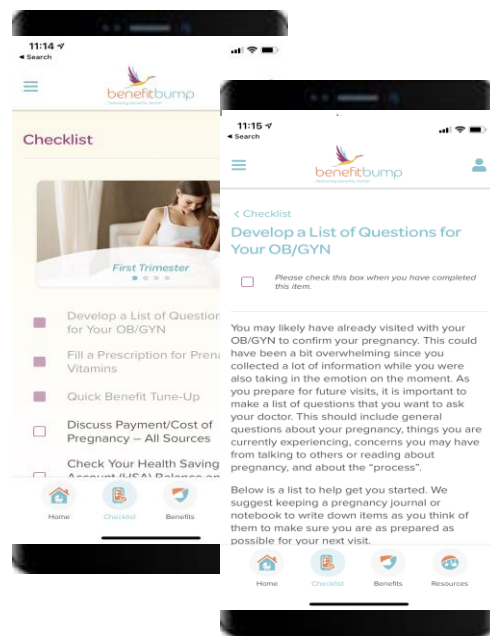 11:14
◄ Search
benefitbump
Checklist
First Trimester
Develop a List of Question
for Your OB/GYN
Fill a Prescription for Pren
Vitamins
Quick Benefit Tune-Up
Discuss Payment/Cost of
Pregnancy – All Sources
Check Your Health Saving
Account (HSA) Balance an
Home
Checklist
Benefits
11:15
◄ Search
benefitbump
< Checklist
Develop a List of Questions for
Your OB/GYN
Please check this box when you have completed
this item.
You may likely have already visited with your
OB/GYN to confirm your pregnancy. This could
have been a bit overwhelming since you
collected a lot of information while you were
also taking in the emotion on the moment. As
you prepare for future visits, it is important to
make a list of questions that you want to ask
your doctor. This should include general
questions about your pregnancy, things you are
currently experiencing, concerns you may have
from talking to others or reading about
pregnancy, and about the “process”.
Below is a list to help get you started. We
suggest keeping a pregnancy journal or
notebook to write down items as you think of
them to make sure you are as prepared as
possible for your next visit.
Home
Checklist
Benefits
Resources